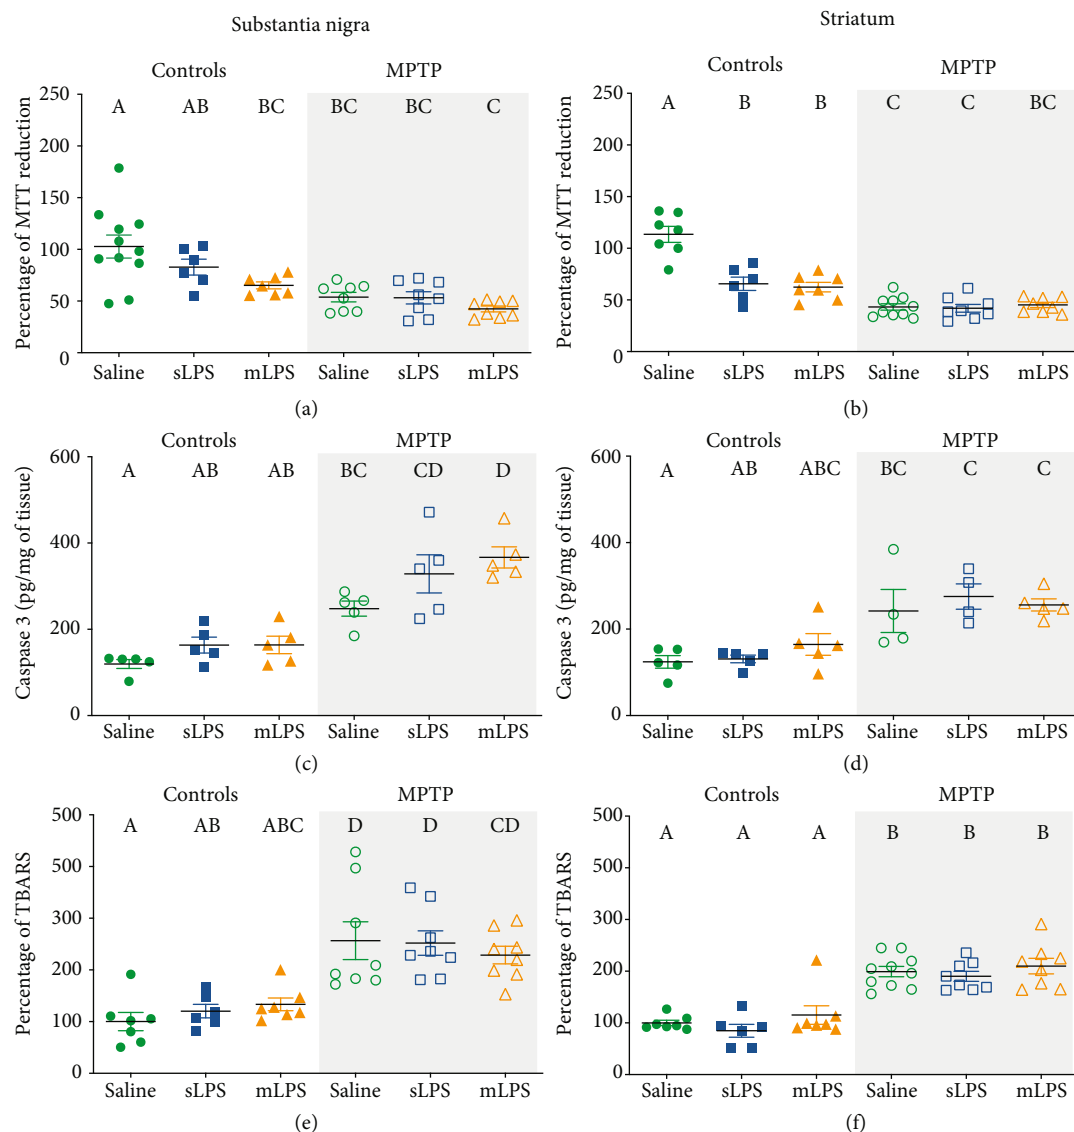 Substantia nigra
Striatum
Controls MPTP
Percentage of MTT reduction
250
200
150
100
50
0
A AB BC BC BC C
Saline sLPS mLPS Saline sLPS mLPS
(a)
Controls MPTP
Percentage of MTT reduction
250
200
150
100
50
0
A B B C C BC
Saline sLPS mLPS Saline sLPS mLPS
(b)
Controls MPTP
Caspase 3 (pg/mg of tissue)
600
400
200
0
A AB AB BC CD D
Saline sLPS mLPS Saline sLPS mLPS
(c)
Controls MPTP
Caspase 3 (pg/mg of tissue)
600
400
200
0
A AB ABC BC C C
Saline sLPS mLPS Saline sLPS mLPS
(d)
Controls MPTP
Percentage of TBARS
500
500
300
200
100
0
A AB ABC D D CD
Saline sLPS mLPS Saline sLPS mLPS
(e)
Controls MPTP
Percentage of TBARS
500
500
300
200
100
0
A A A B B B
Saline sLPS mLPS Saline sLPS mLPS
(f)